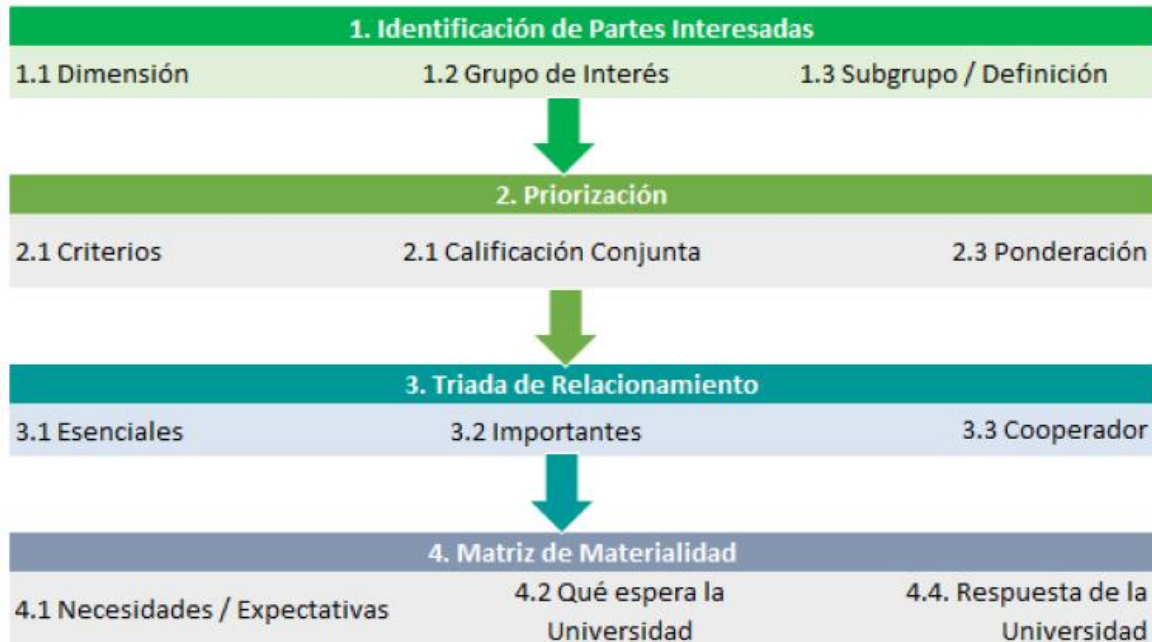 1. Identificación de Partes Interesadas
1.1 Dimensión 1.2 Grupo de Interés 1.3 Subgrupo / Definición
2. Priorización
2.1 Criterios 2.1 Calificación Conjunta 2.3 Ponderación
3. Triada de Relacionamiento
3.1 Esenciales 3.2 Importantes 3.3 Cooperador
4. Matriz de Materialidad
4.1 Necesidades / Expectativas
4.2 Qué espera la
Universidad
4.4. Respuesta de la
Universidad